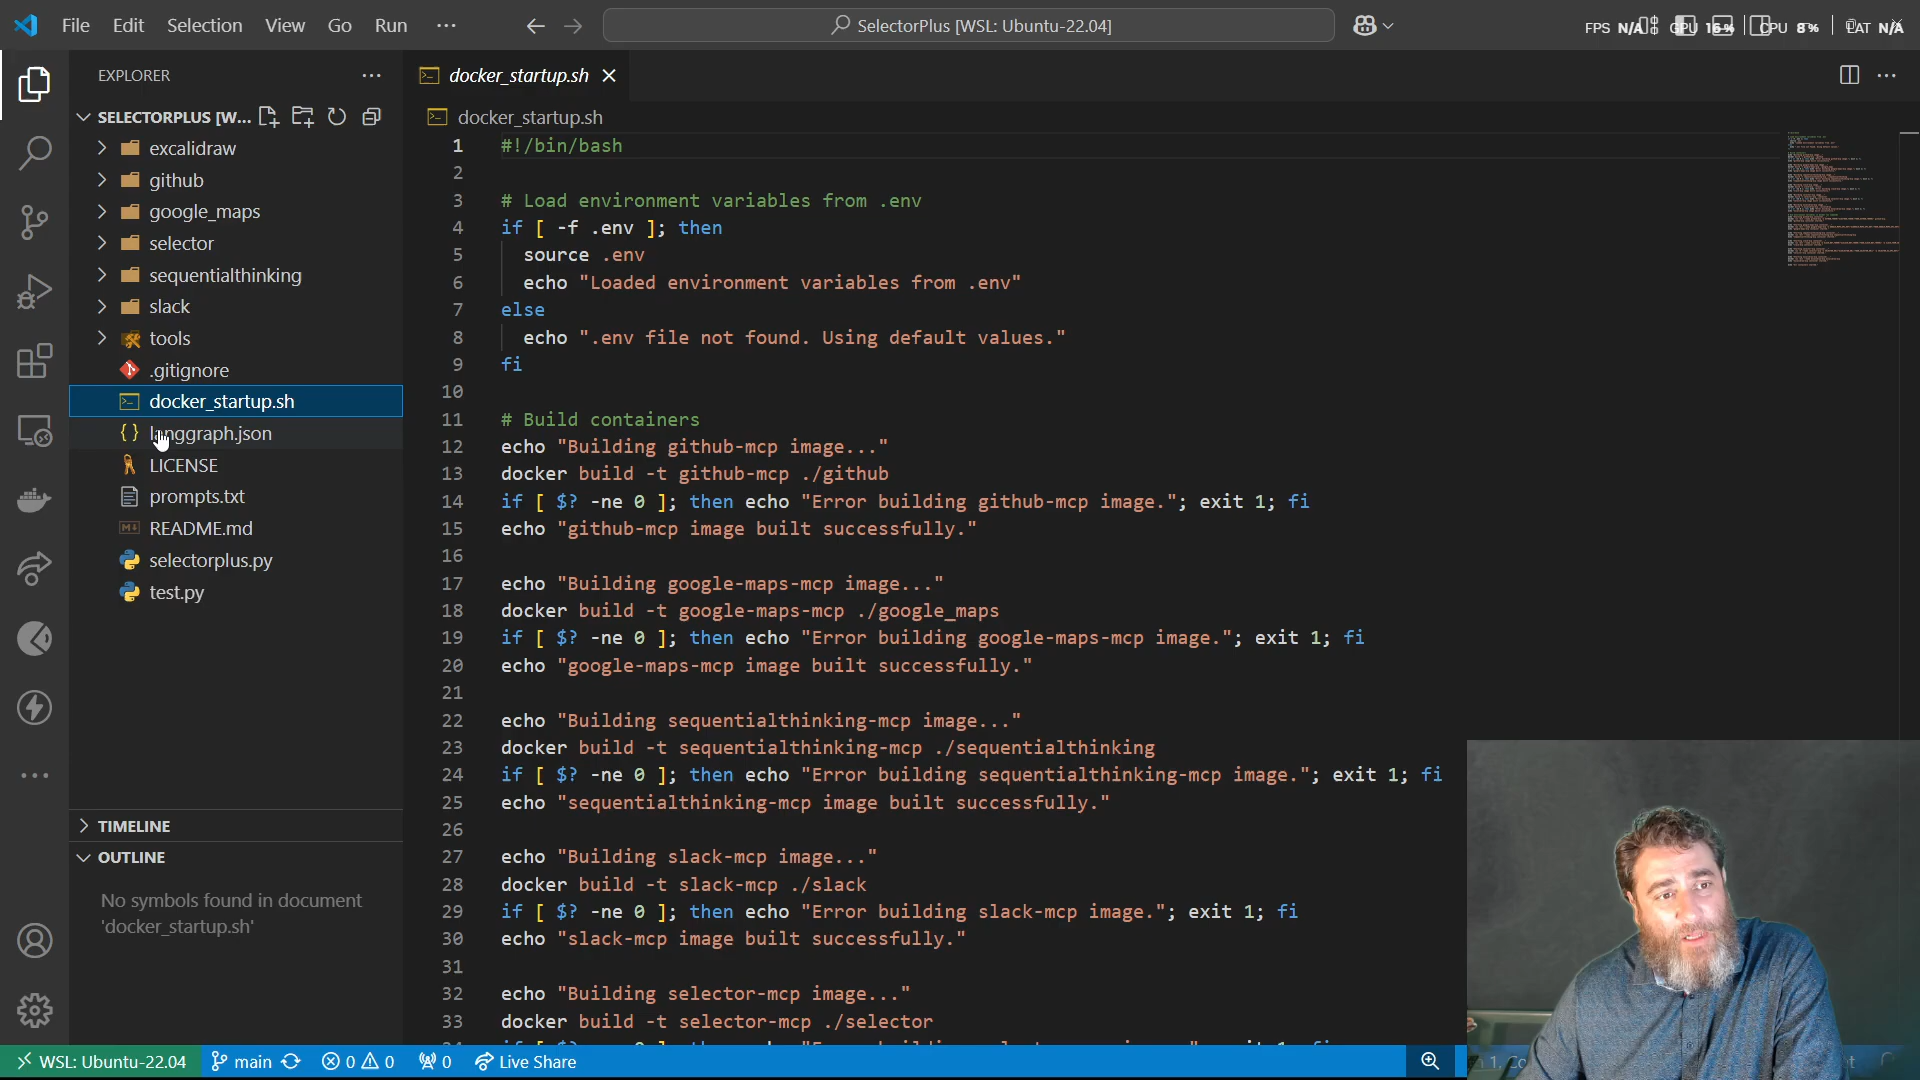 File Edit Selection View Go Run ...
SelectorPlus [WSL: Ubuntu-22.04]
FPS N/A GPU 16% CPU 8% LAT N/A
EXPLORER
SELECTORPLUS [W...
excalidraw
github
google_maps
selector
sequentialthinking
slack
tools
.gitignore
docker_startup.sh
langgraph.json
LICENSE
prompts.txt
README.md
selectorplus.py
test.py
TIMELINE
OUTLINE
No symbols found in document
'docker_startup.sh'
docker_startup.sh
docker_startup.sh
1 #!/bin/bash
2
3 # Load environment variables from .env
4 if [ -f .env ]; then
5 source .env
6 echo "Loaded environment variables from .env"
7 else
8 echo ".env file not found. Using default values."
9 fi
10
11 # Build containers
12 echo "Building github-mcp image..."
13 docker build -t github-mcp ./github
14 if [ $? -ne 0 ]; then echo "Error building github-mcp image."; exit 1; fi
15 echo "github-mcp image built successfully."
16
17 echo "Building google-maps-mcp image..."
18 docker build -t google-maps-mcp ./google_maps
19 if [ $? -ne 0 ]; then echo "Error building google-maps-mcp image."; exit 1; fi
20 echo "google-maps-mcp image built successfully."
21
22 echo "Building sequentialthinking-mcp image..."
23 docker build -t sequentialthinking-mcp ./sequentialthinking
24 if [ $? -ne 0 ]; then echo "Error building sequentialthinking-mcp image."; exit 1; fi
25 echo "sequentialthinking-mcp image built successfully."
26
27 echo "Building slack-mcp image..."
28 docker build -t slack-mcp ./slack
29 if [ $? -ne 0 ]; then echo "Error building slack-mcp image."; exit 1; fi
30 echo "slack-mcp image built successfully."
31
32 echo "Building selector-mcp image..."
33 docker build -t selector-mcp ./selector
WSL: Ubuntu-22.04 main 0 0 0 Live Share